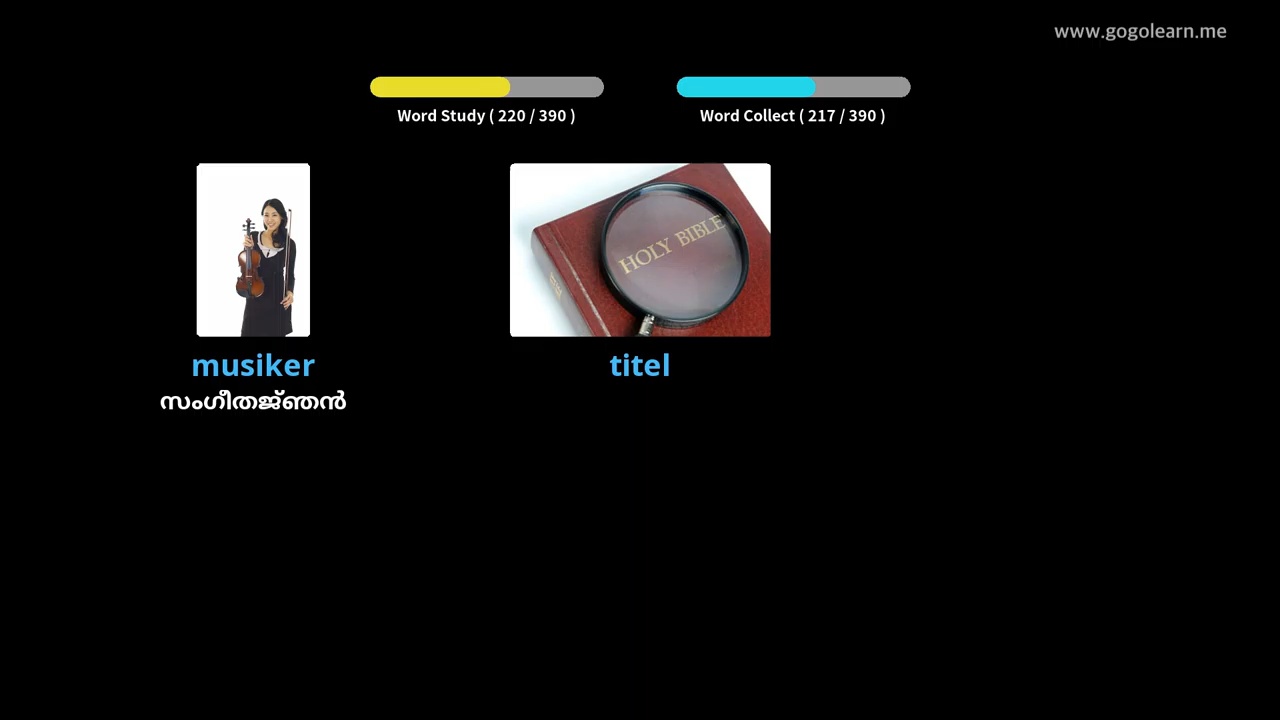 www.gogolearn.me
Word Study ( 220 / 390 )
Word Collect ( 217 / 390 )
HOLY BIBLE
musiker
titel
സംഗീതജ്ഞൻ